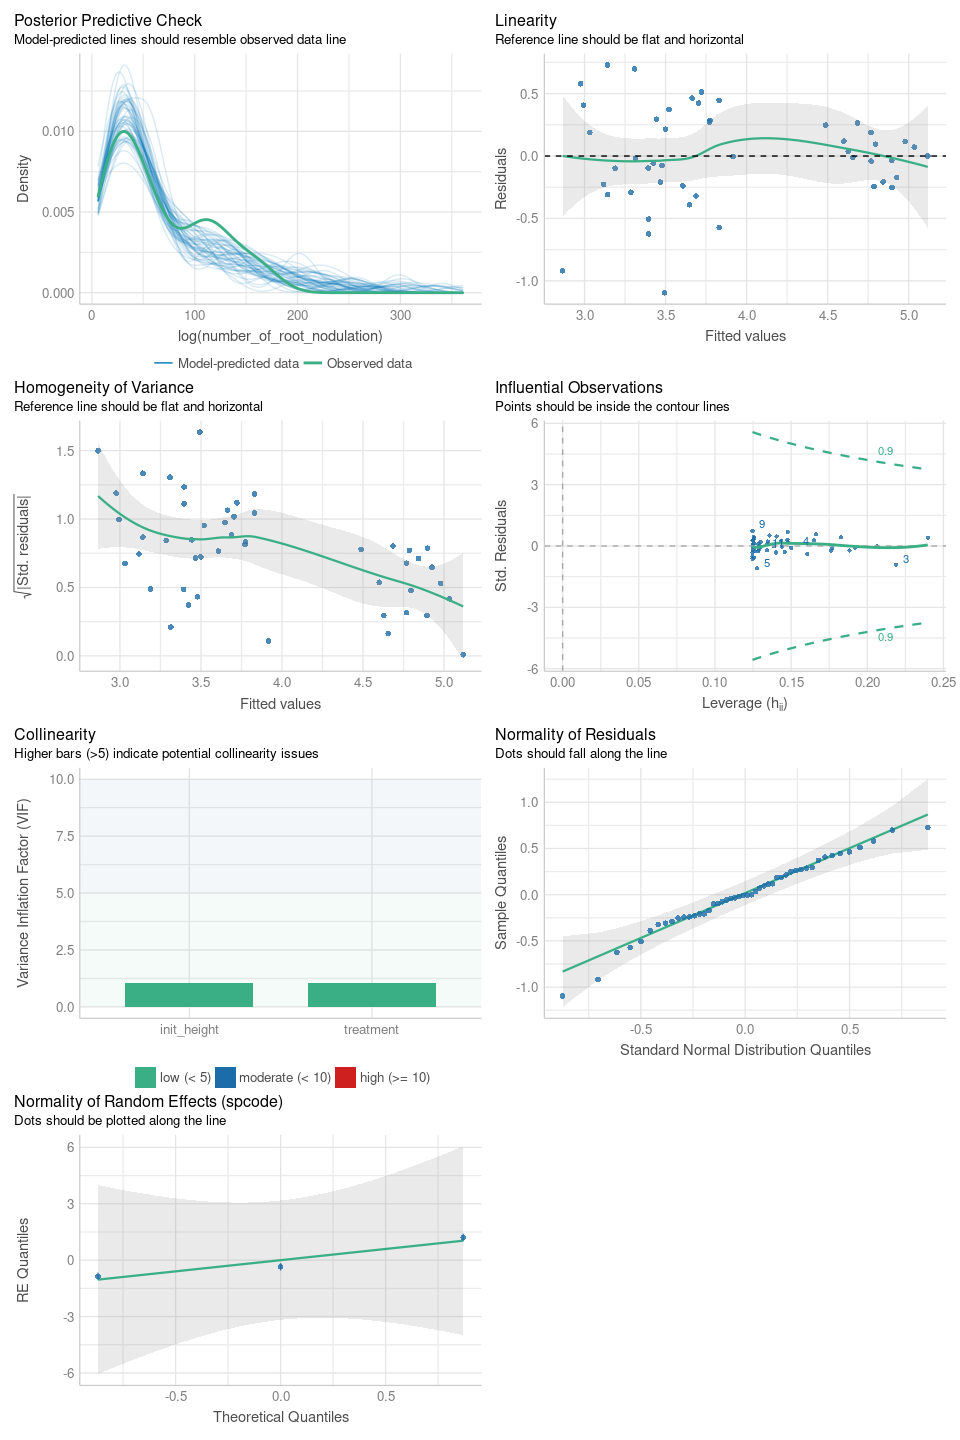 Posterior Predictive Check
Model-predicted lines should resemble observed data line
Density
0.010
0.005
0.000
0
100
200
300
log(number_of_root_nodulation)
Model-predicted data
Observed data
Linearity
Reference line should be flat and horizontal
Residuals
0.5
0.0
-0.5
-1.0
3.0
3.5
4.0
4.5
5.0
Fitted values
Homogeneity of Variance
Reference line should be flat and horizontal
√|Std. residuals|
1.5
1.0
0.5
0.0
3.0
3.5
4.0
4.5
5.0
Fitted values
Influential Observations
Points should be inside the contour lines
Std. Residuals
6
3
0
-3
-6
0.9
9
4
5
3
0.9
0.00
0.05
0.10
0.15
0.20
0.25
Leverage (hii)
Collinearity
Higher bars (>5) indicate potential collinearity issues
Variance Inflation Factor (VIF)
10.0
7.5
5.0
2.5
0.0
init_height
treatment
low (< 5)
moderate (< 10)
high (>= 10)
Normality of Residuals
Dots should fall along the line
Sample Quantiles
1.0
0.5
0.0
-0.5
-1.0
-0.5
0.0
0.5
Standard Normal Distribution Quantiles
Normality of Random Effects (spcode)
Dots should be plotted along the line
RE Quantiles
6
3
0
-3
-6
-0.5
0.0
0.5
Theoretical Quantiles